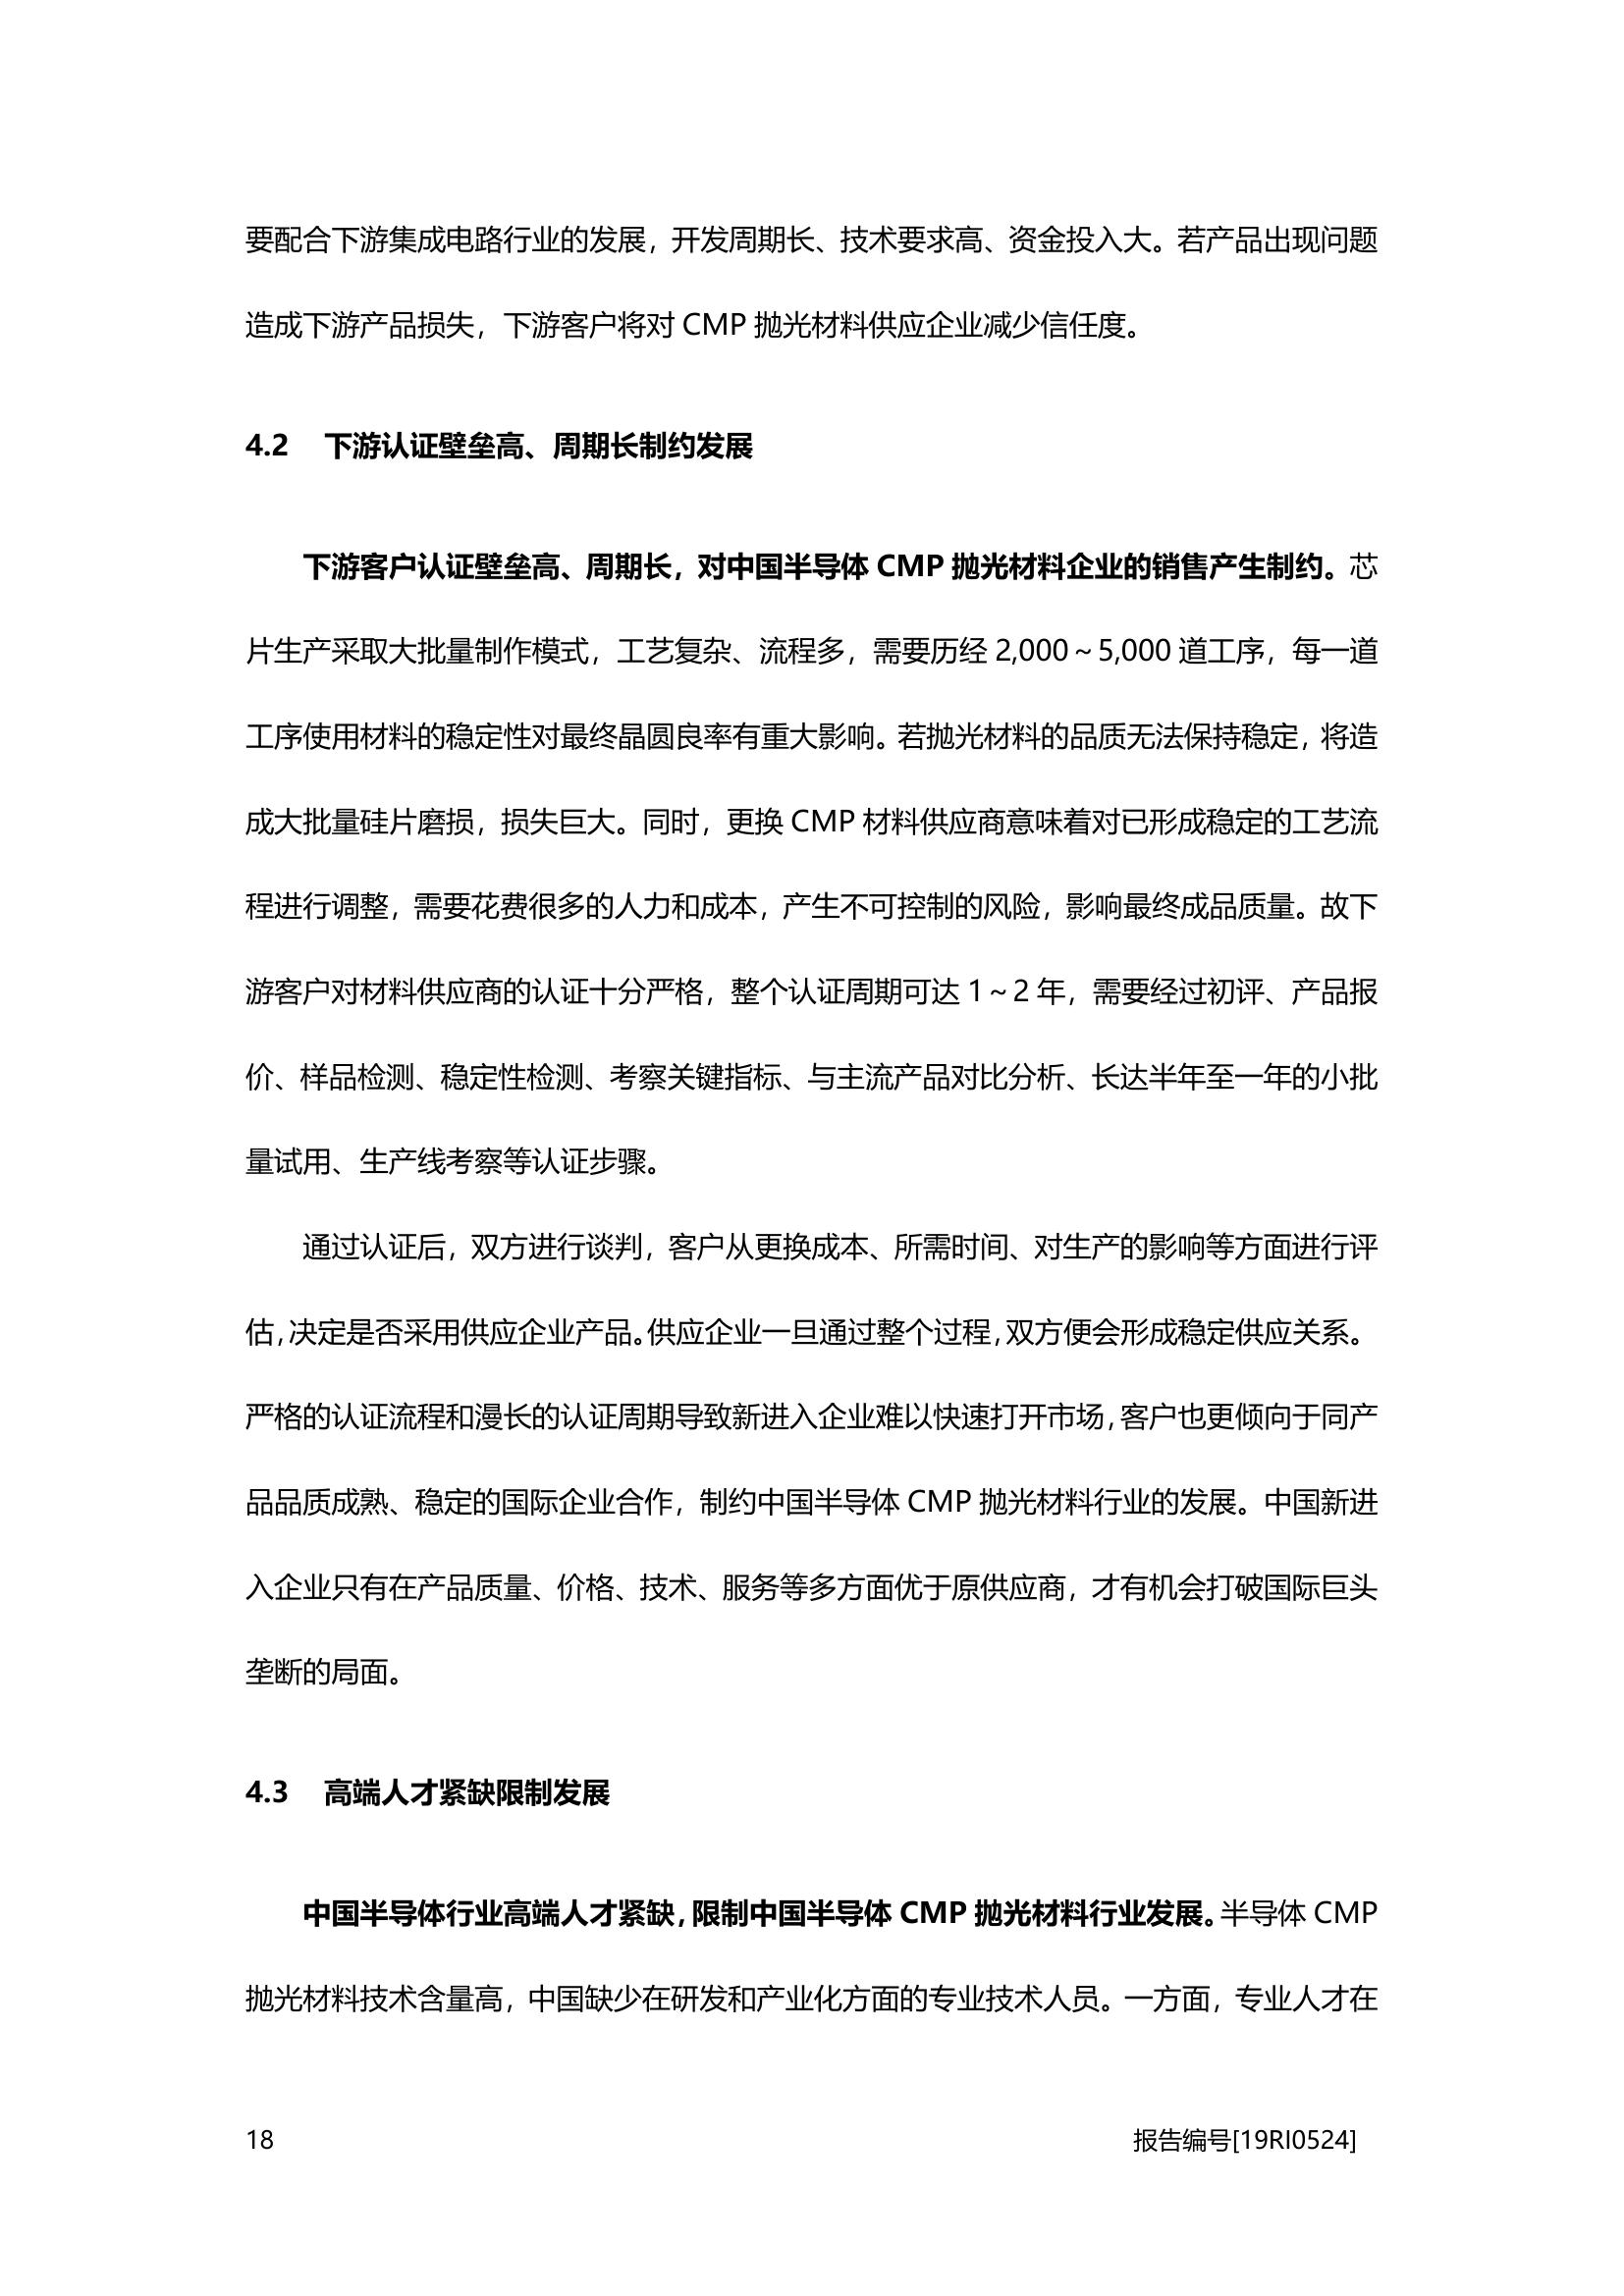 要配合下游集成电路行业的发展，开发周期长、技术要求高、资金投入大。若产品出现问题
造成下游产品损失，下游客户将对 CMP 抛光材料供应企业减少信任度。
4.2 下游认证壁垒高、周期长制约发展
下游客户认证壁垒高、周期长，对中国半导体 CMP 抛光材料企业的销售产生制约。芯
片生产采取大批量制作模式，工艺复杂、流程多，需要历经 2,000～5,000 道工序，每一道
工序使用材料的稳定性对最终晶圆良率有重大影响。若抛光材料的品质无法保持稳定，将造
成大批量硅片磨损，损失巨大。同时，更换 CMP 材料供应商意味着对已形成稳定的工艺流
程进行调整，需要花费很多的人力和成本，产生不可控制的风险，影响最终成品质量。故下
游客户对材料供应商的认证十分严格，整个认证周期可达 1～2 年，需要经过初评、产品报
价、样品检测、稳定性检测、考察关键指标、与主流产品对比分析、长达半年至一年的小批
量试用、生产线考察等认证步骤。
通过认证后，双方进行谈判，客户从更换成本、所需时间、对生产的影响等方面进行评
估，决定是否采用供应企业产品。供应企业一旦通过整个过程，双方便会形成稳定供应关系。
严格的认证流程和漫长的认证周期导致新进入企业难以快速打开市场，客户也更倾向于同产
品品质成熟、稳定的国际企业合作，制约中国半导体 CMP 抛光材料行业的发展。中国新进
入企业只有在产品质量、价格、技术、服务等多方面优于原供应商，才有机会打破国际巨头
垄断的局面。
4.3 高端人才紧缺限制发展
中国半导体行业高端人才紧缺，限制中国半导体 CMP 抛光材料行业发展。半导体 CMP
抛光材料技术含量高，中国缺少在研发和产业化方面的专业技术人员。一方面，专业人才在
18 报告编号[19RI0524]